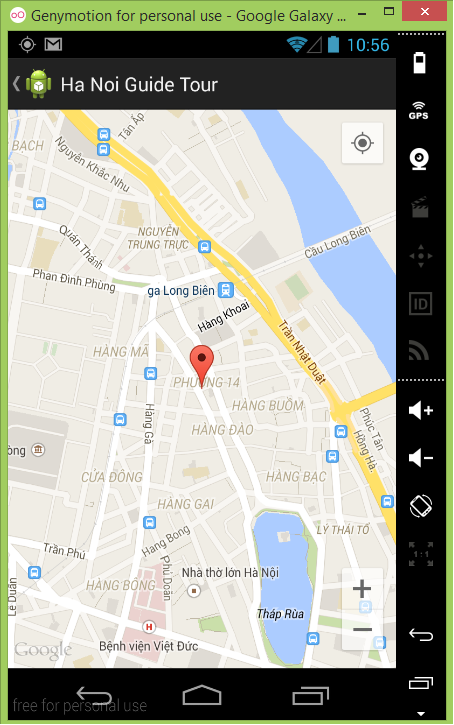 Genymotion for personal use - Google Galaxy ...
10:56
Ha Noi Guide Tour
GPS
BẠCH
Tân Ấp
Nguyễn Khắc Nhu
Quán Thánh
NGUYỄN
TRUNG TRỰC
Cầu Long Biên
Phan Đình Phùng
ga Long Biên
ID
Hàng Khoai
Trần Nhật Duật
HÀNG MÃ
PHƯỜNG 14
Hàng Gà
HÀNG BUỒM
HÀNG ĐÀO
Phúc Tân
Hồng Hà
ông
CỬA ĐÔNG
HÀNG BẠC
HÀNG GAI
LÝ THÁI TỔ
Hang Bong
Trần Phú
1:1
Phủ Doãn
HÀNG BÔNG
Nhà thờ lớn Hà Nội
Lê Duẩn
Tháp Rùa
Bệnh viện Việt Đức
Google
free for personal use